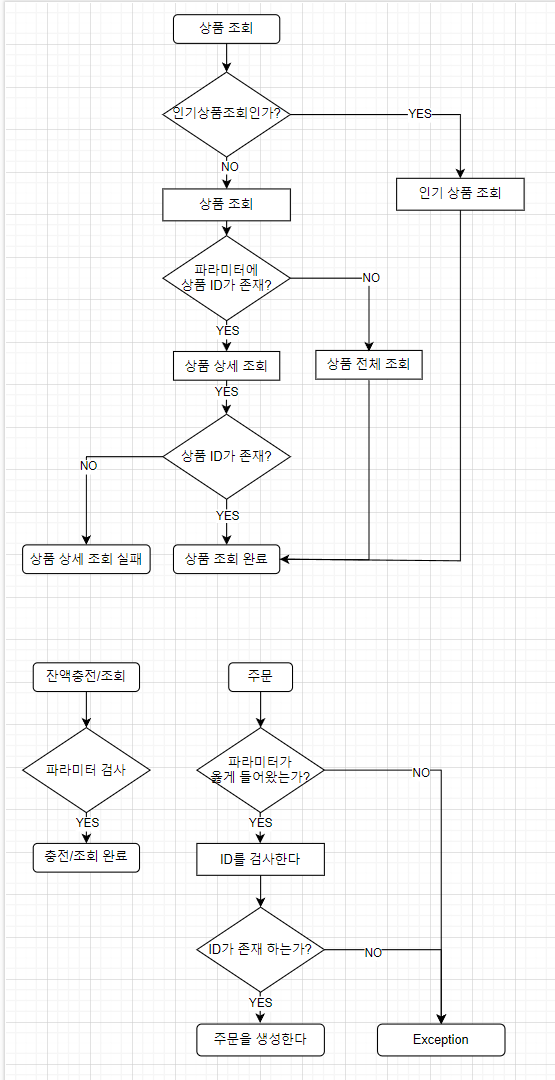 상품 조회
인기상품조회인가?
YES
NO
인기 상품 조회
상품 조회
파라미터에
상품 ID가 존재?
NO
YES
상품 상세 조회
상품 전체 조회
YES
상품 ID가 존재?
NO
YES
상품 상세 조회 실패
상품 조회 완료
잔액충전/조회
주문
파라미터 검사
파라미터가
옳게 들어왔는가?
NO
YES
YES
충전/조회 완료
ID를 검사한다
ID가 존재 하는가?
NO
YES
주문을 생성한다
Exception